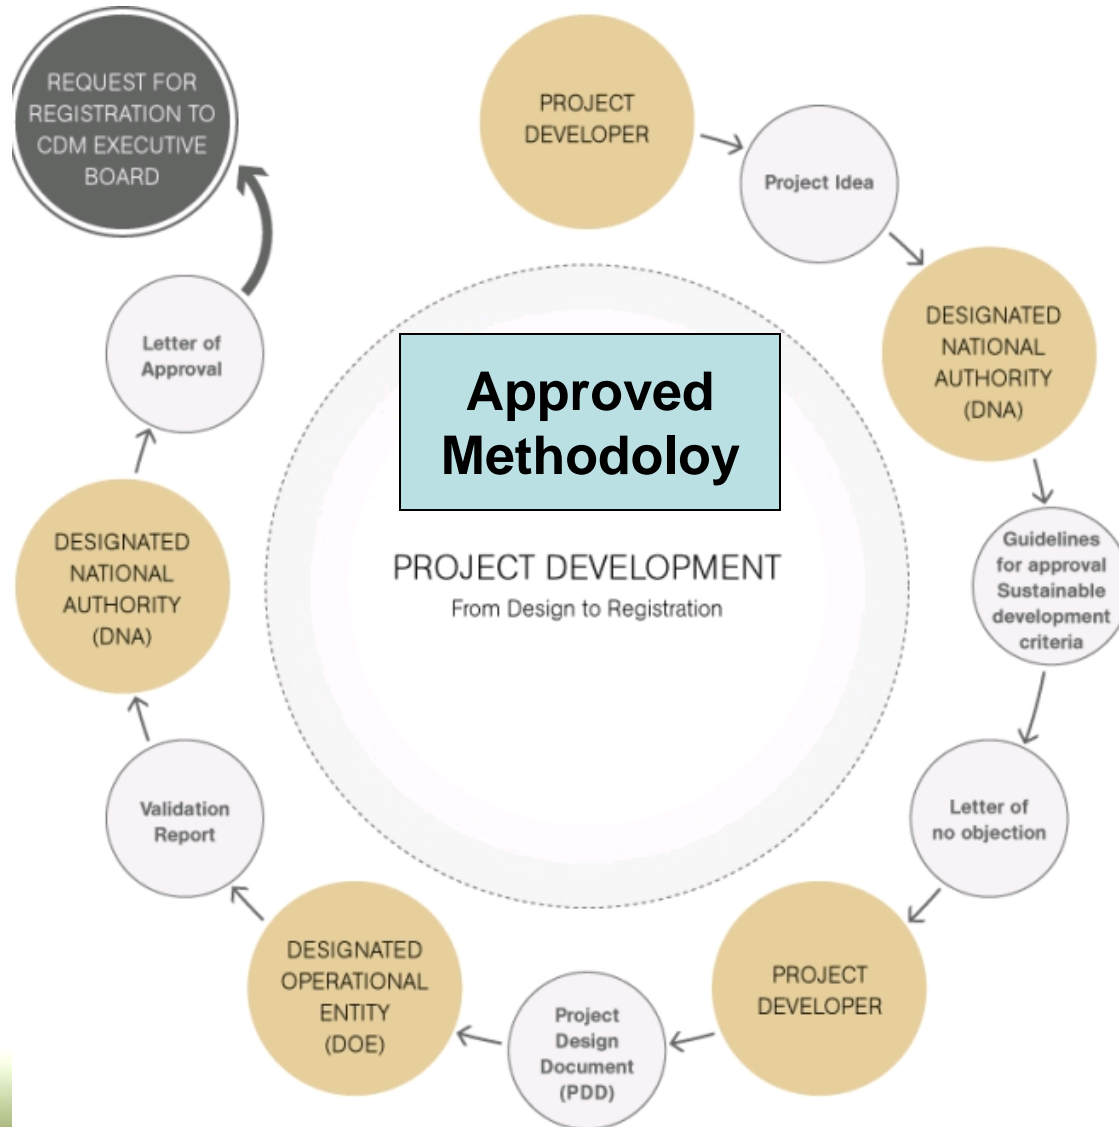 REQUEST FOR
REGISTRATION TO
CDM EXECUTIVE
BOARD
PROJECT
DEVELOPER
Project Idea
DESIGNATED
NATIONAL
AUTHORITY
(DNA)
Guidelines
for approval
Sustainable
development
criteria
Letter of
no objection
PROJECT
DEVELOPER
Project
Design
Document
(PDD)
DESIGNATED
OPERATIONAL
ENTITY
(DOE)
Validation
Report
DESIGNATED
NATIONAL
AUTHORITY
(DNA)
Letter of
Approval
Approved
Methodoloy
PROJECT DEVELOPMENT
From Design to Registration